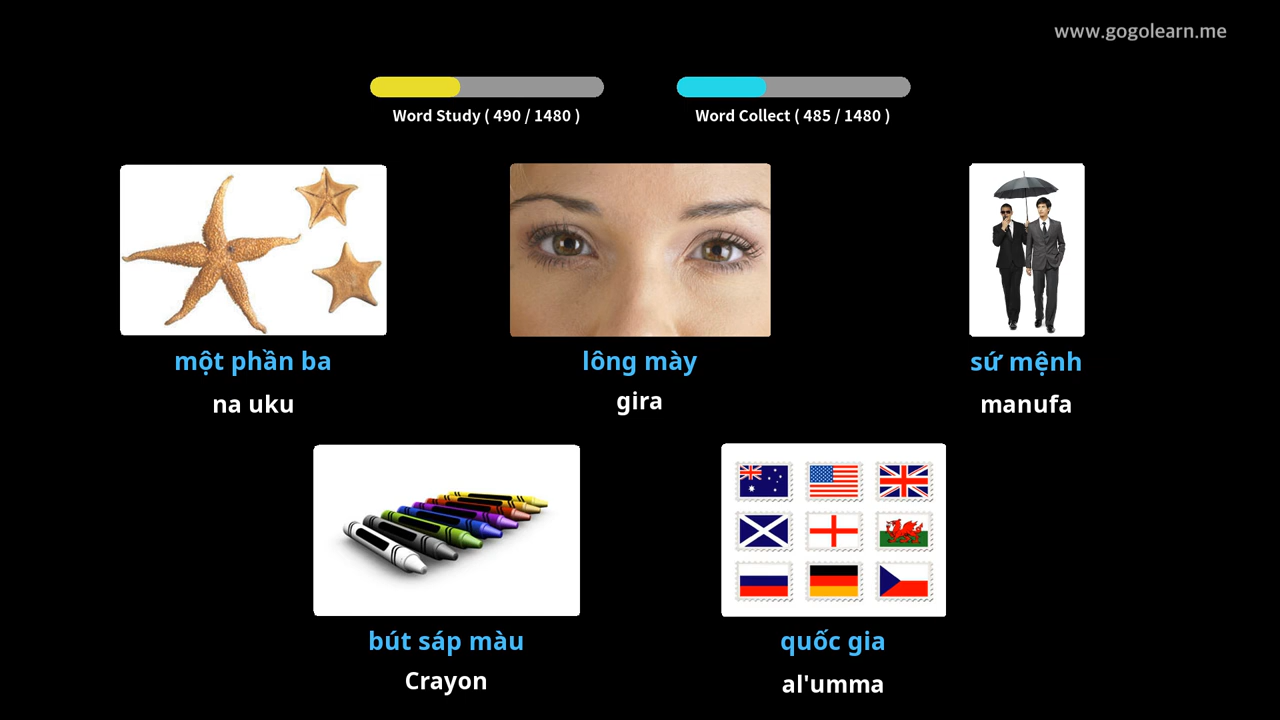 www.gogolearn.me
Word Study ( 490 / 1480 )
Word Collect ( 485 / 1480 )
một phần ba
na uku
lông mày
gira
sứ mệnh
manufa
bút sáp màu
Crayon
quốc gia
al'umma